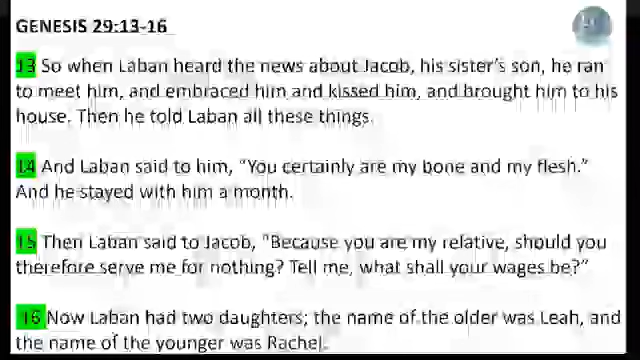 GENESIS 29:13-16
13 So when Laban heard the news about Jacob, his sister's son, he ran
to meet him, and embraced him and kissed him, and brought him to his
house. Then he told Laban all these things.
14 And Laban said to him, "You certainly are my bone and my flesh."
And he stayed with him a month.
15 Then Laban said to Jacob, "Because you are my relative, should you
therefore serve me for nothing? Tell me, what shall your wages be?"
16 Now Laban had two daughters; the name of the older was Leah, and
the name of the younger was Rachel.